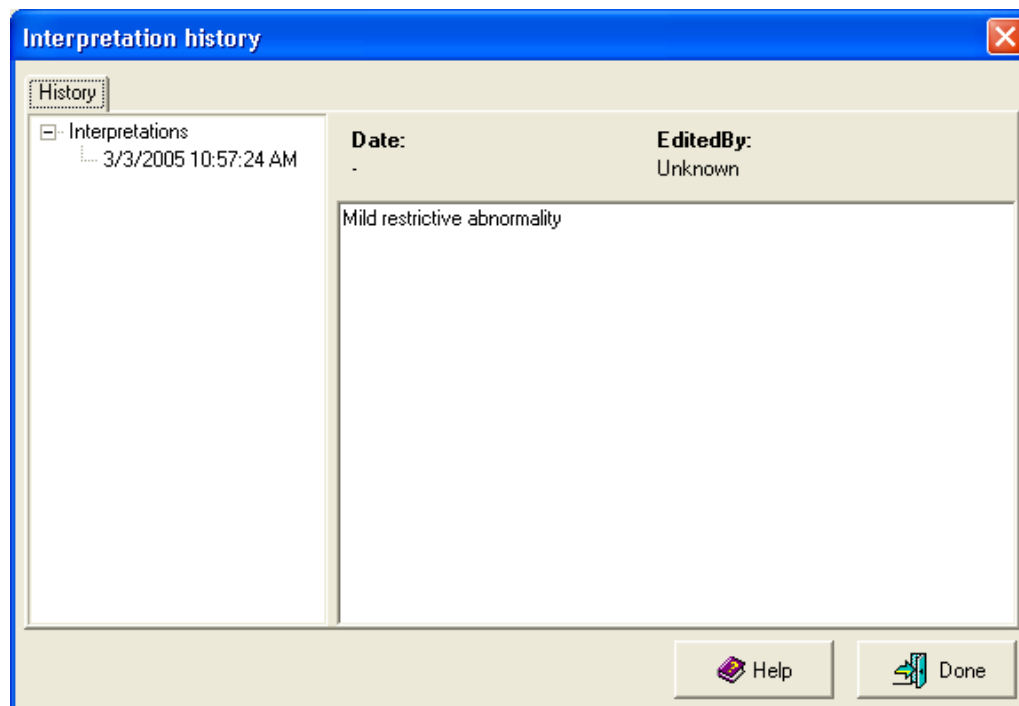 Interpretation history
History
Interpretations
3/3/2005 10:57:24 AM
Date:
EditedBy:
-
Unknown
Mild restrictive abnormality
Help
Done